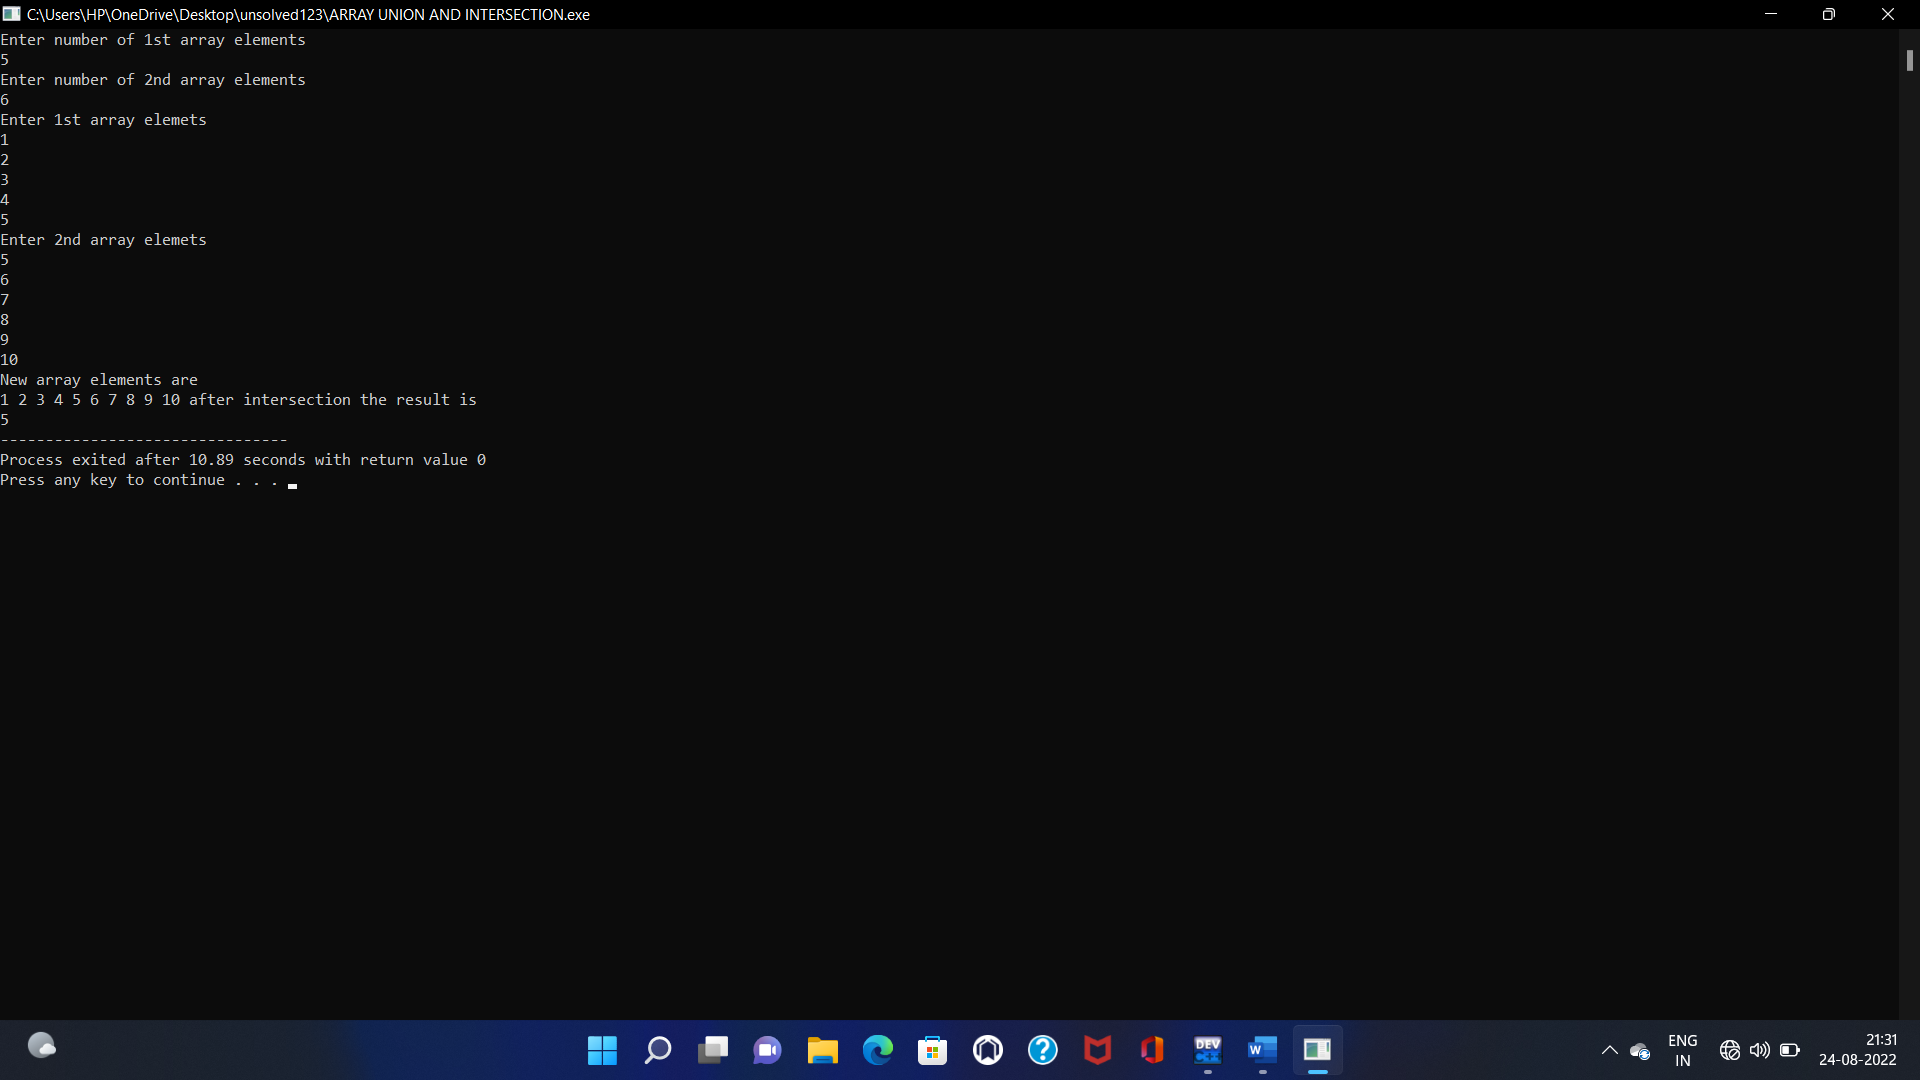 C:\Users\HP\OneDrive\Desktop\unsolved123\ARRAY UNION AND INTERSECTION.exe
Enter number of 1st array elements
5
Enter number of 2nd array elements
6
Enter 1st array elemets
1
2
3
4
5
Enter 2nd array elemets
5
6
7
8
9
10
New array elements are
1 2 3 4 5 6 7 8 9 10 after intersection the result is
5
--------------------------------
Process exited after 10.89 seconds with return value 0
Press any key to continue . . .
DEV
C++
W
ENG
IN
21:31
24-08-2022